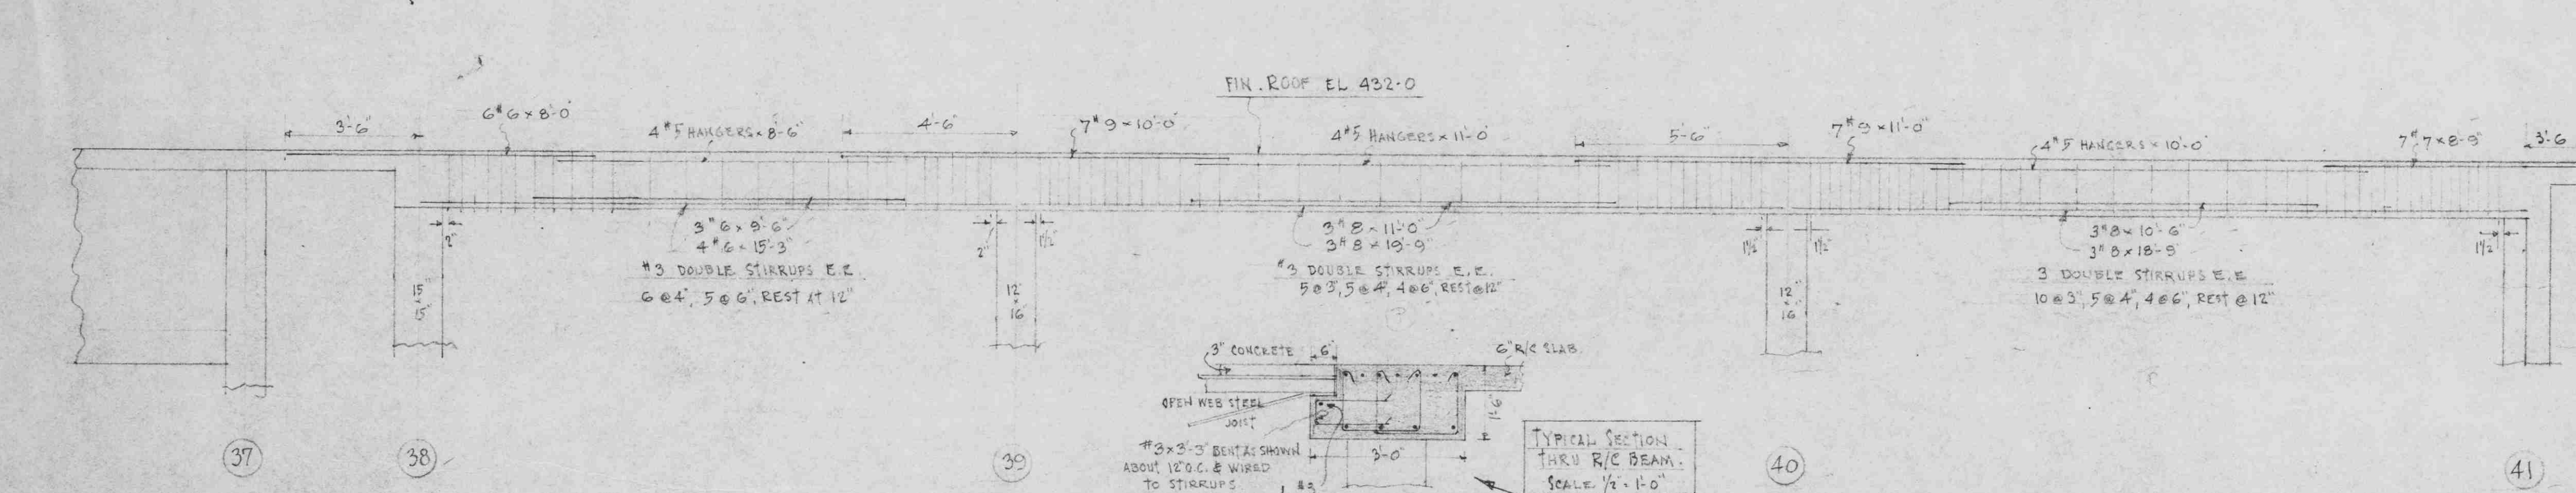 FIN. ROOF EL 432-0
3'-6"
6#6×8'-0"
4#5 HANGERS×8'-6"
4'-6"
7#9×10'-0"
4#5 HANGERS×11'-0"
5'-6"
7#9×11'-0"
4#5 HANGERS×10'-0"
7#7×8'-9"
3'-6
2"
3#6×9'-6"
4#6×15'-3"
#3 DOUBLE STIRRUPS E.E.
6@4", 5@6", REST AT 12"
2"
1½"
3#8×11'-0"
3#8×19'-9"
#3 DOUBLE STIRRUPS E.E.
5@3", 5@4", 4@6", REST@12"
1½"
1½"
3#8×10'-6"
3#8×18'-9"
3 DOUBLE STIRRUPS E.E
10@3", 5@4", 4@6", REST @ 12"
1½"
15"
×
15"
12"
×
16
12"
×
16"
3" CONCRETE
6"
6" R/C SLAB
OPEN WEB STEEL
JOIST
1'-6"
#3×3'-3" BENT AS SHOWN
ABOUT 12" O.C. & WIRED
TO STIRRUPS
3'-0"
#3
TYPICAL SECTION
THRU R/C BEAM.
SCALE ½"=1'-0"
37
38
39
40
41